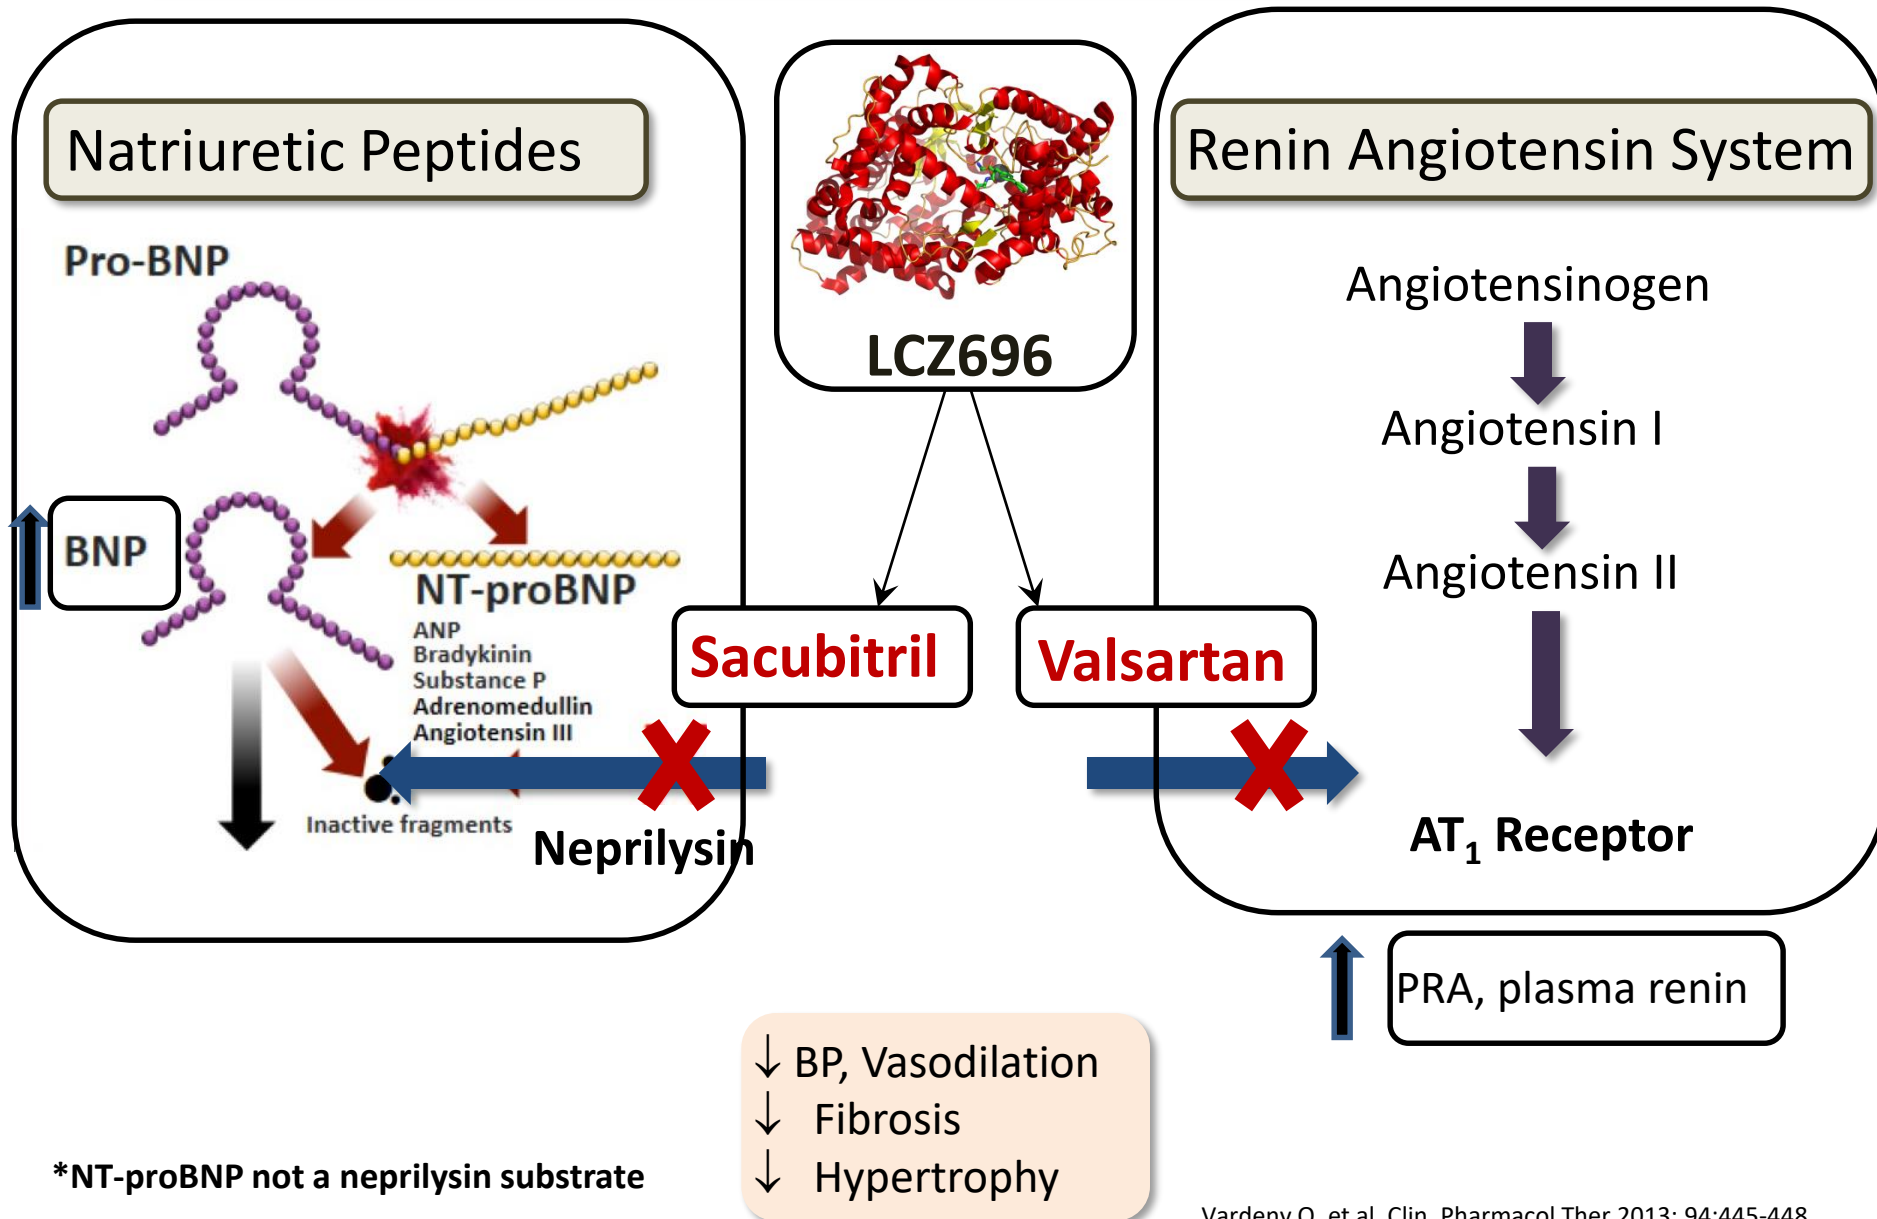 Natriuretic Peptides
Pro-BNP
BNP
NT-proBNP
ANP
Bradykinin
Substance P
Adrenomedullin
Angiotensin III
Inactive fragments
Neprilysin
LCZ696
Sacubitril
Valsartan
Renin Angiotensin System
Angiotensinogen
Angiotensin I
Angiotensin II
AT₁ Receptor
PRA, plasma renin
↓ BP, Vasodilation
↓ Fibrosis
↓ Hypertrophy
*NT-proBNP not a neprilysin substrate
Vardeny O, et al. Clin. Pharmacol Ther 2013; 94:445-448